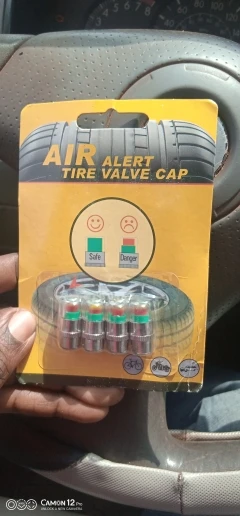 AIR ALERT
TIRE VALVE CAP
Safe
Danger
CAMON 12 Pro